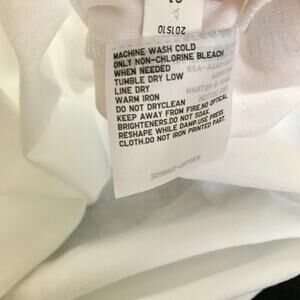 201S10
MACHINE WASH COLD
ONLY NON-CHLORINE BLEACH
WHEN NEEDED
TUMBLE DRY LOW
LINE DRY
WARM IRON
DO NOT DRYCLEAN
KEEP AWAY FROM FIRE.NO OPTICAL
BRIGHTENERS.DO NOT SOAK.
RESHAPE WHILE DAMP.USE PRESS
CLOTH.DO NOT IRON PRINTED PART.